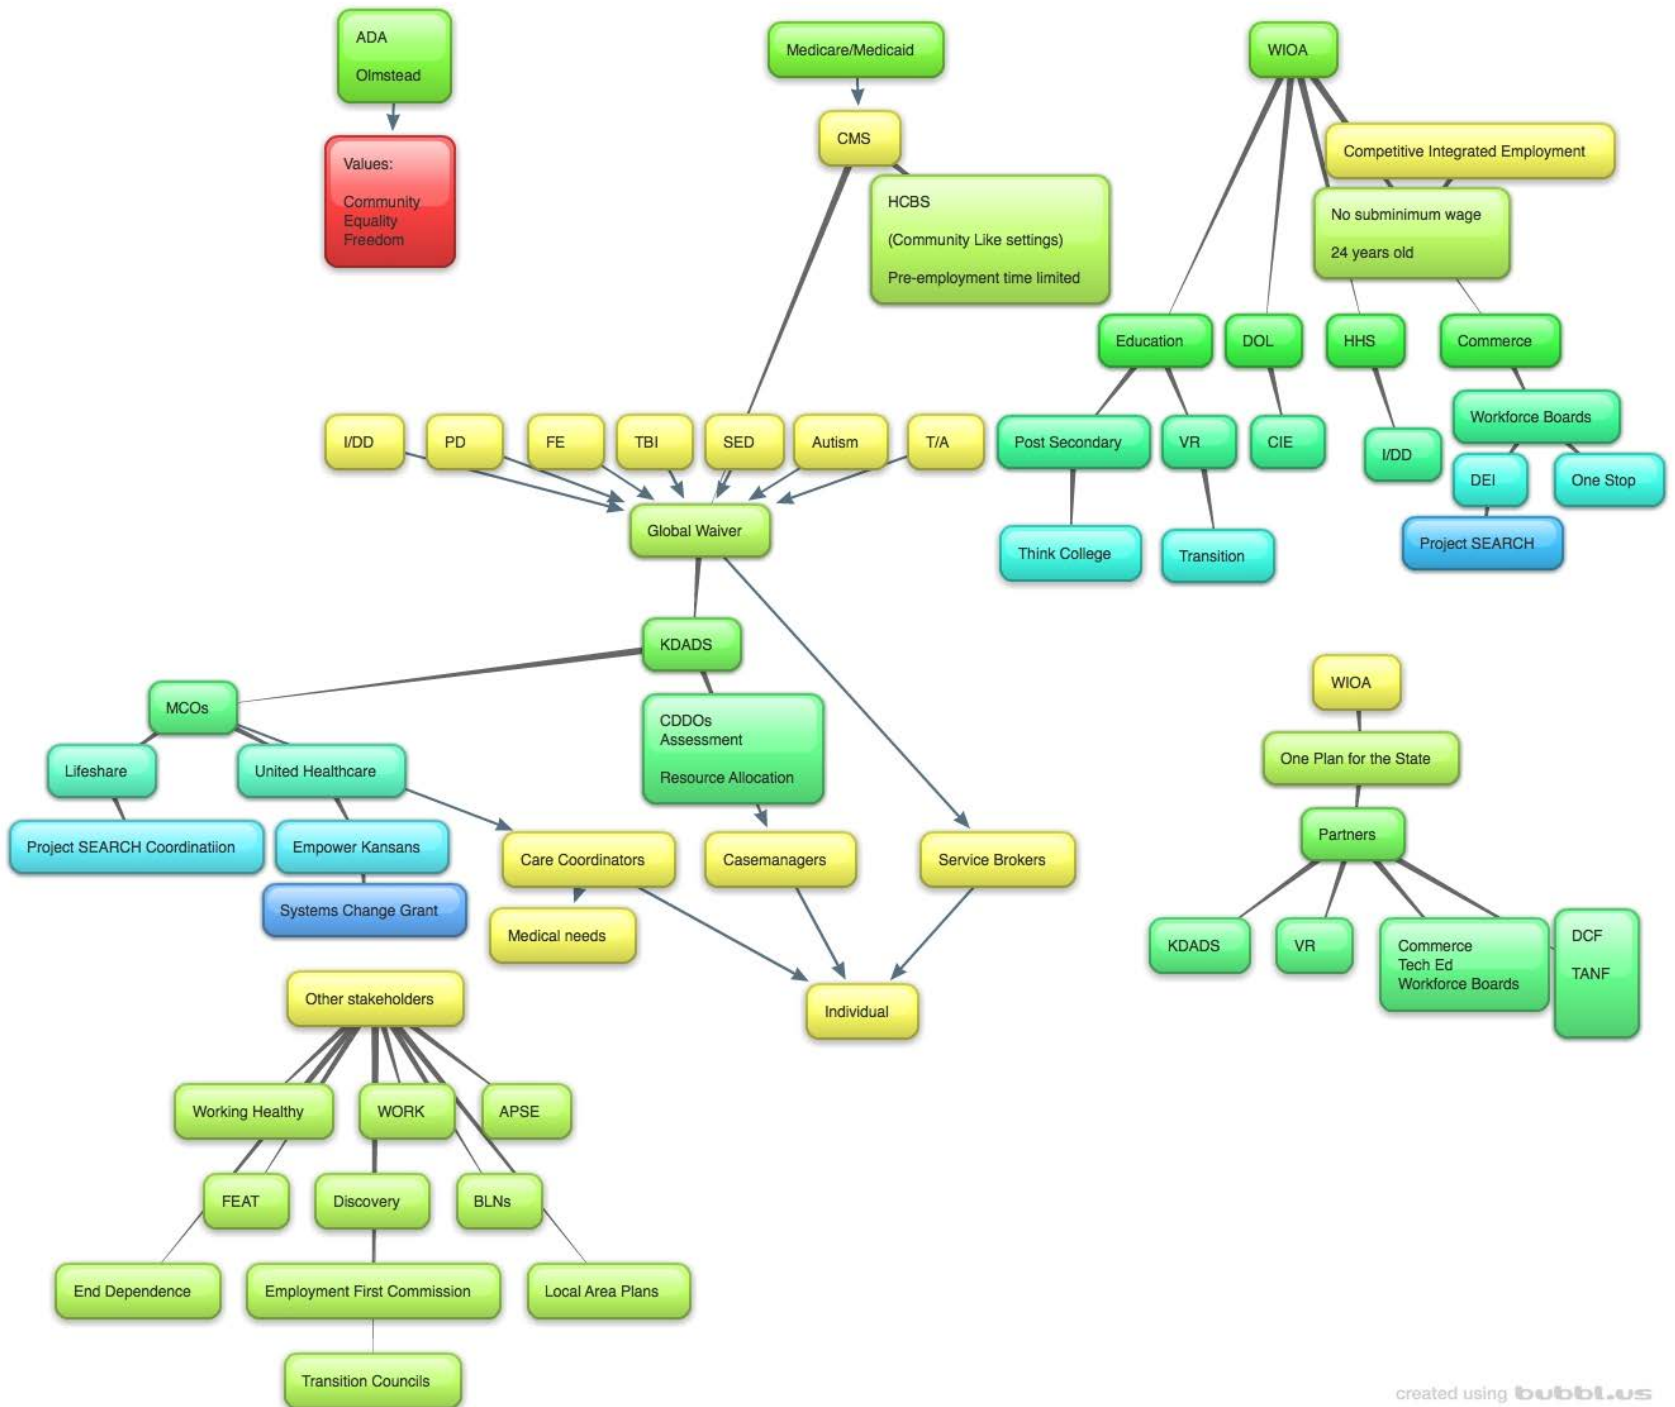 ADA
Olmstead
Medicare/Medicaid
WIOA
CMS
Competitive Integrated Employment
Values:
Community
Equality
Freedom
HCBS
(Community Like settings)
Pre-employment time limited
No subminimum wage
24 years old
Education
DOL
HHS
Commerce
I/DD
PD
FE
TBI
SED
Autism
T/A
Post Secondary
VR
CIE
I/DD
Workforce Boards
DEI
One Stop
Global Waiver
Think College
Transition
Project SEARCH
KDADS
WIOA
MCOs
CDDOs
Assessment
Resource Allocation
One Plan for the State
Lifeshare
United Healthcare
Partners
Project SEARCH Coordinatiion
Empower Kansans
Care Coordinators
Casemanagers
Service Brokers
Systems Change Grant
Medical needs
KDADS
VR
Commerce
Tech Ed
Workforce Boards
DCF
TANF
Other stakeholders
Individual
Working Healthy
WORK
APSE
FEAT
Discovery
BLNs
End Dependence
Employment First Commission
Local Area Plans
Transition Councils
created using bubbl.us